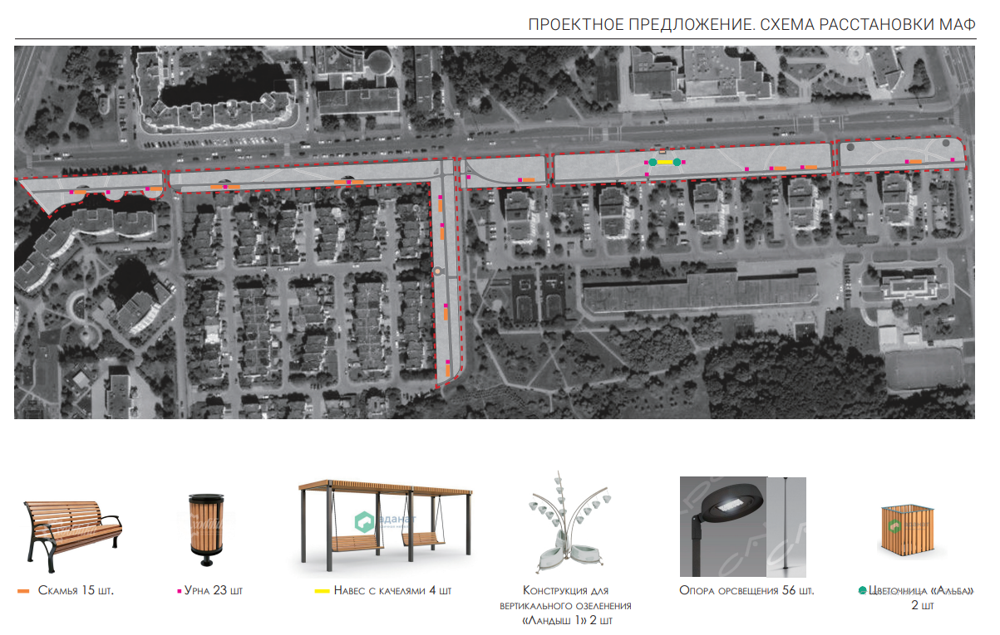 ПРОЕКТНОЕ ПРЕДЛОЖЕНИЕ. СХЕМА РАССТАНОВКИ МАФ
аданат
Скамья 15 шт.
Урна 23 шт
Навес с качелями 4 шт
Конструкция для
вертикального озеленения
«Ландыш 1» 2 шт
Опора орсвещения 56 шт.
Цветочница «Альба»
2 шт